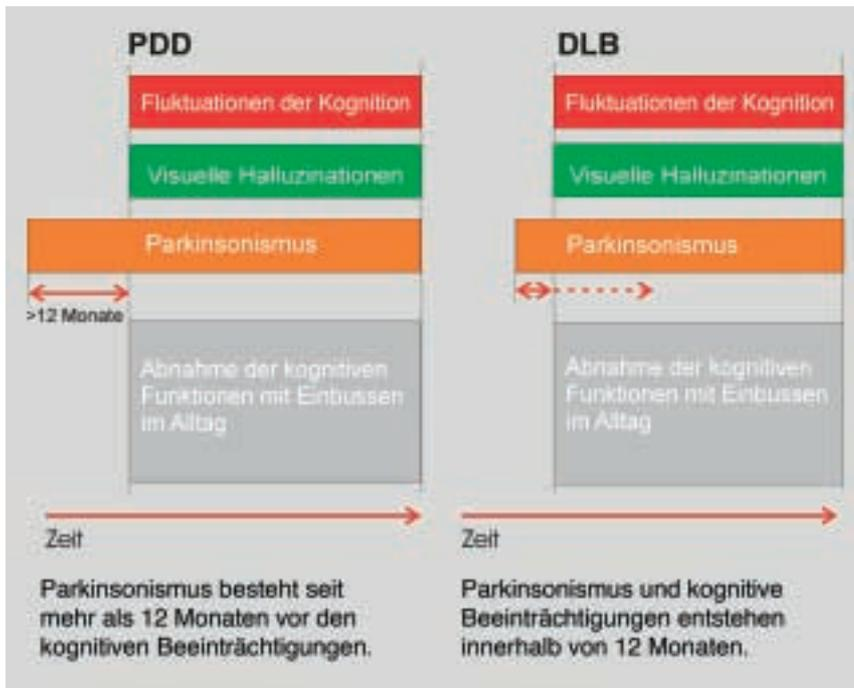 PDD
Fluktuationen der Kognition
Visuelle Halluzinationen
Parkinsonismus
>12 Monate
Abnahme der kognitiven
Funktionen mit Einbussen
im Alltag
Zeit
Parkinsonismus besteht seit
mehr als 12 Monaten vor den
kognitiven Beeinträchtigungen.
DLB
Fluktuationen der Kognition
Visuelle Halluzinationen
Parkinsonismus
Abnahme der kognitiven
Funktionen mit Einbussen
im Alltag
Zeit
Parkinsonismus und kognitive
Beeinträchtigungen entstehen
innerhalb von 12 Monaten.